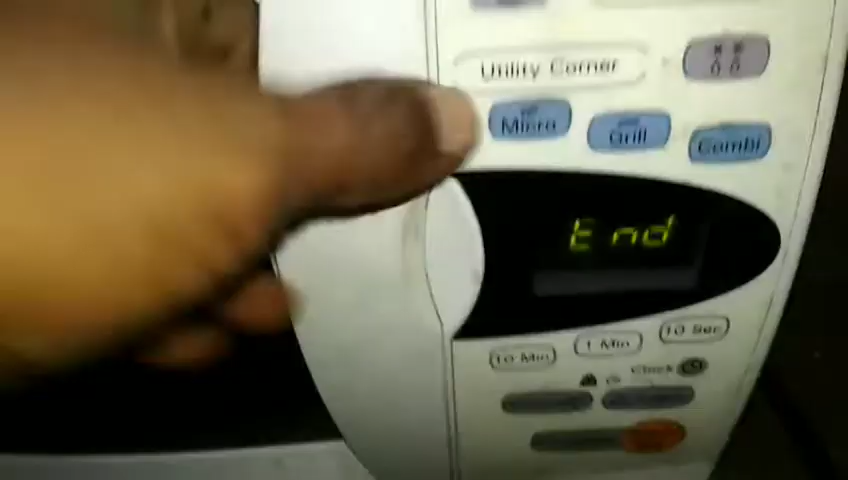 Utility Corner
Micro
Grill
Combi
End
10 Min
1 Min
10 Sec
Clock